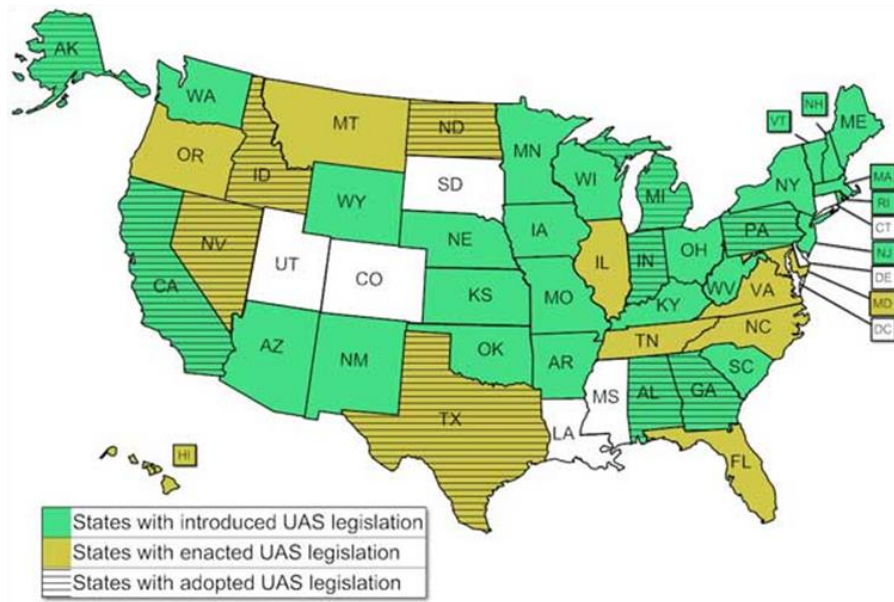 AK
WA
MT
ND
MN
VT
NH
ME
OR
ID
SD
WI
MI
NY
MA
RI
CT
NJ
DE
MD
DC
WY
NE
IA
PA
NV
UT
CO
IL
IN
OH
WV
VA
CA
KS
MO
KY
NC
TN
AZ
NM
OK
AR
SC
MS
AL
GA
TX
LA
FL
HI
States with introduced UAS legislation
States with enacted UAS legislation
States with adopted UAS legislation